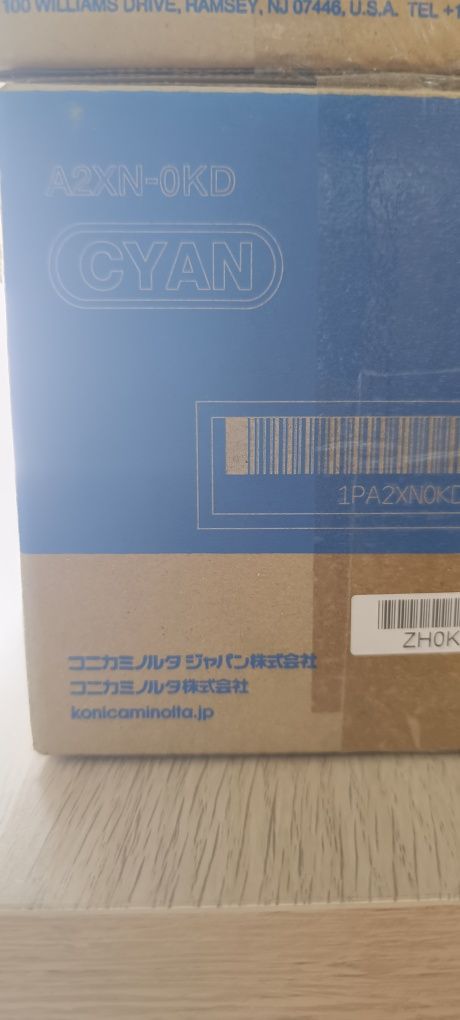 100 WILLIAMS DRIVE, RAMSEY, NJ 07446, U.S.A. TEL +1
A2XN-0KD
CYAN
1PA2XN0KD
ZH0K
コニカミノルタ ジャパン株式会社
コニカミノルタ株式会社
konicaminolta.jp